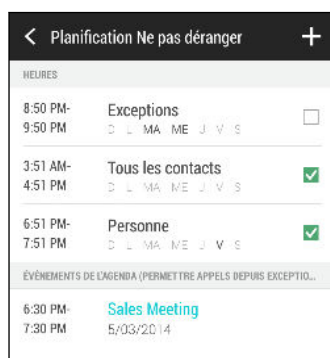 Planification Ne pas déranger
HEURES
8:50 PM- Exceptions
9:50 PM D L MA ME J V S
3:51 AM- Tous les contacts
4:51 PM D L MA ME J V S
6:51 PM- Personne
7:51 PM D L MA ME J V S
ÉVÉNEMENTS DE L'AGENDA (PERMETTRE APPELS DEPUIS EXCEPTIO...
6:30 PM- Sales Meeting
7:30 PM 5/03/2014